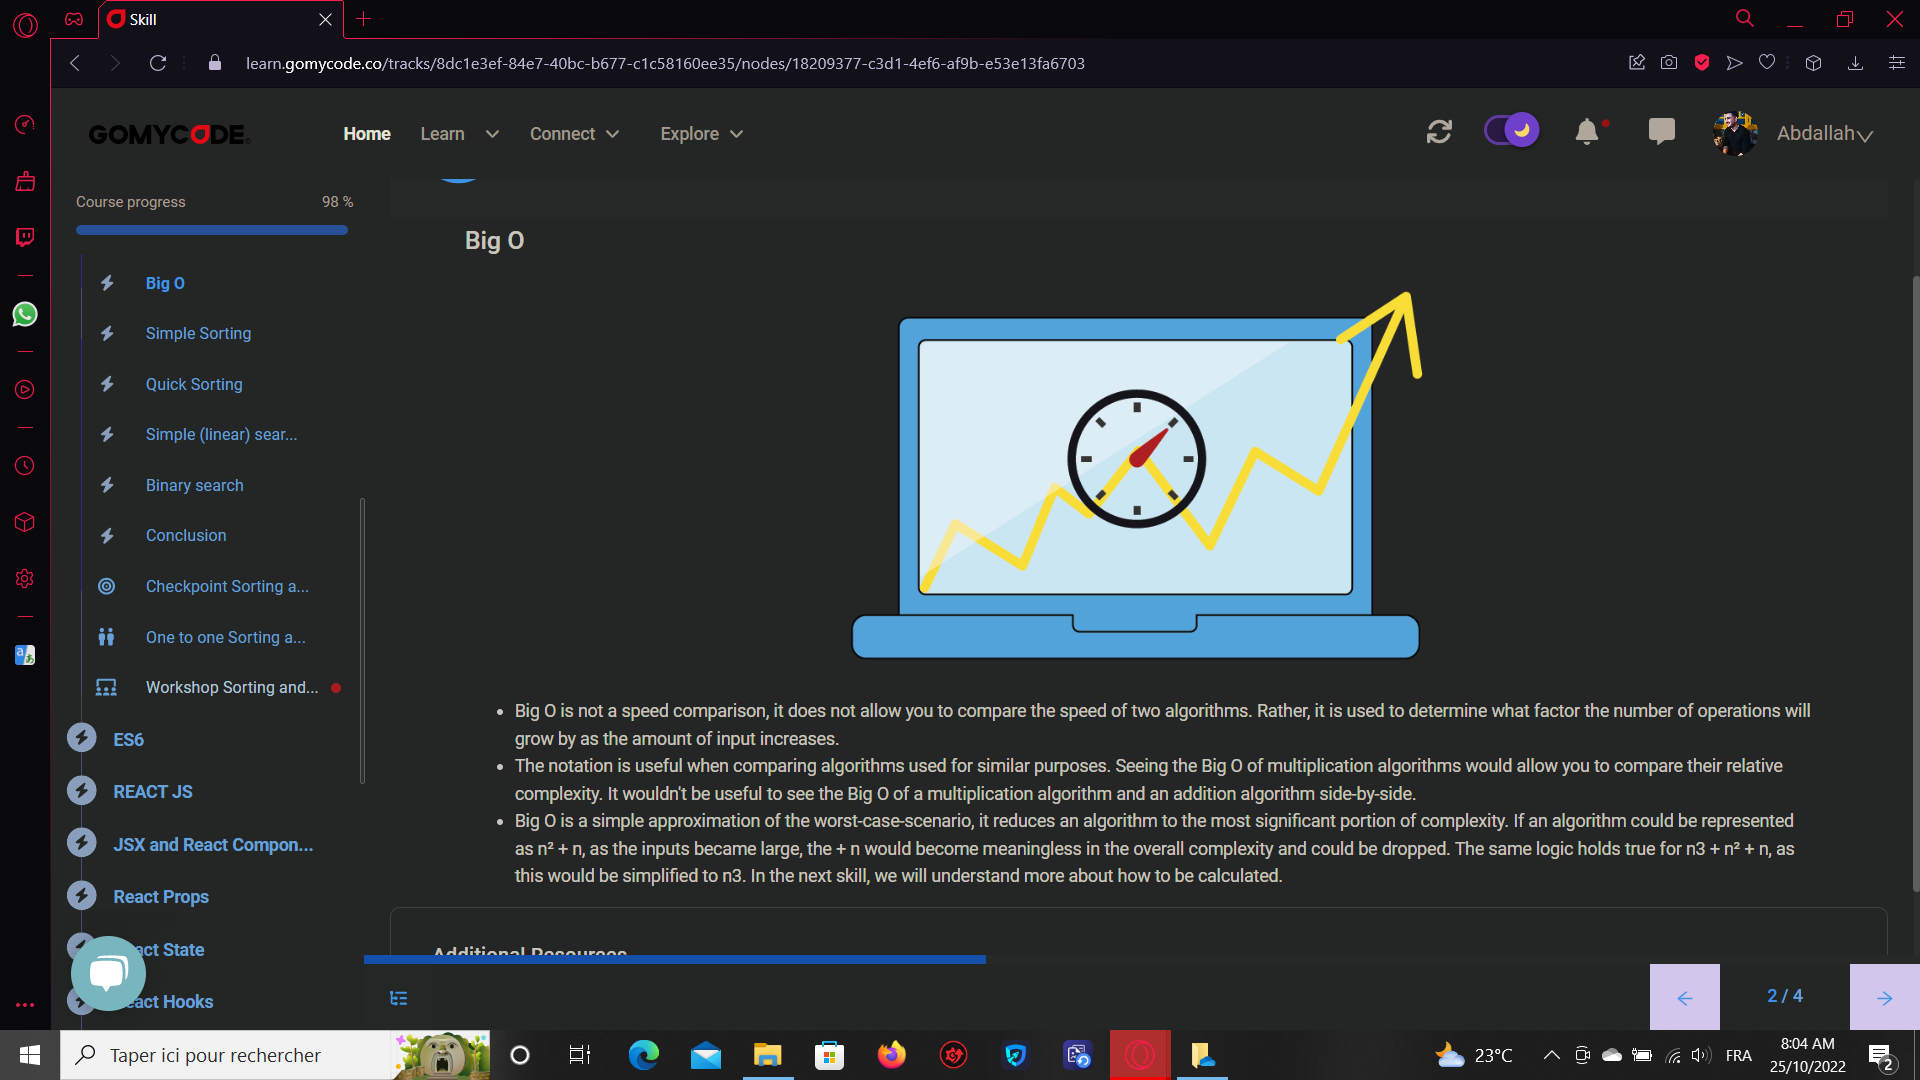 Skill
learn.gomycode.co/tracks/8dc1e3ef-84e7-40bc-b677-c1c58160ee35/nodes/18209377-c3d1-4ef6-af9b-e53e13fa6703
GOMYCODE
Home Learn Connect Explore
Abdallah
Course progress 98 %
Big O
Simple Sorting
Quick Sorting
Simple (linear) sear...
Binary search
Conclusion
Checkpoint Sorting a...
One to one Sorting a...
Workshop Sorting and...
ES6
REACT JS
JSX and React Compon...
React Props
act State
act Hooks
Big O
• Big O is not a speed comparison, it does not allow you to compare the speed of two algorithms. Rather, it is used to determine what factor the number of operations will
grow by as the amount of input increases.
• The notation is useful when comparing algorithms used for similar purposes. Seeing the Big O of multiplication algorithms would allow you to compare their relative
complexity. It wouldn't be useful to see the Big O of a multiplication algorithm and an addition algorithm side-by-side.
• Big O is a simple approximation of the worst-case-scenario, it reduces an algorithm to the most significant portion of complexity. If an algorithm could be represented
as n² + n, as the inputs became large, the + n would become meaningless in the overall complexity and could be dropped. The same logic holds true for n3 + n² + n, as
this would be simplified to n3. In the next skill, we will understand more about how to be calculated.
Additional Resources
2 / 4
Taper ici pour rechercher
23°C
FRA
8:04 AM
25/10/2022
2